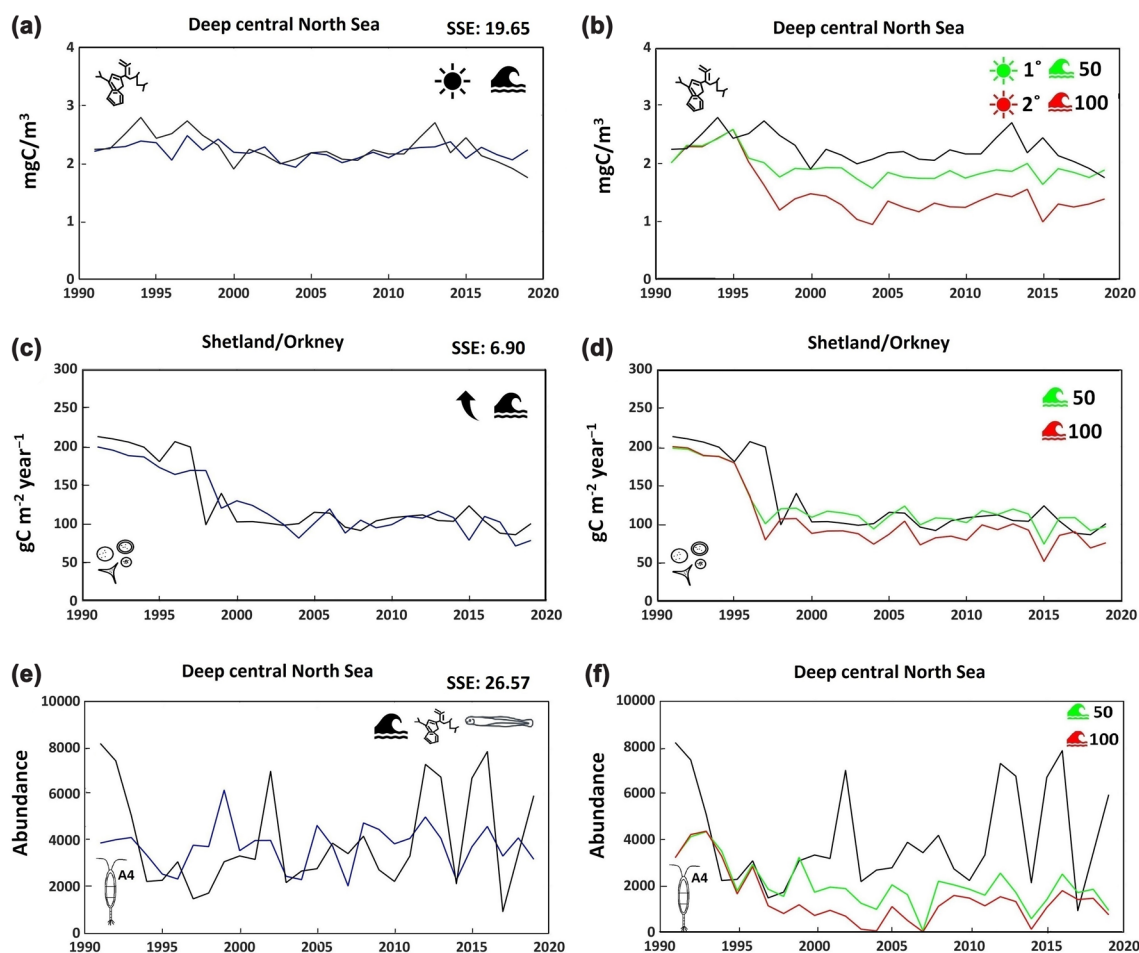 (a)
Deep central North Sea
SSE: 19.65
4
3
2
1
0
mgC/m³
1990 1995 2000 2005 2010 2015 2020
(b)
Deep central North Sea
1° 50
2° 100
4
3
2
1
0
mgC/m³
1990 1995 2000 2005 2010 2015 2020
(c)
Shetland/Orkney
SSE: 6.90
300
250
200
150
100
50
0
gC m⁻² year⁻¹
1990 1995 2000 2005 2010 2015 2020
(d)
Shetland/Orkney
50
100
300
250
200
150
100
50
0
gC m⁻² year⁻¹
1990 1995 2000 2005 2010 2015 2020
(e)
Deep central North Sea
SSE: 26.57
10000
8000
6000
4000
2000
0
Abundance
A4
1990 1995 2000 2005 2010 2015 2020
(f)
Deep central North Sea
50
100
10000
8000
6000
4000
2000
0
Abundance
A4
1990 1995 2000 2005 2010 2015 2020